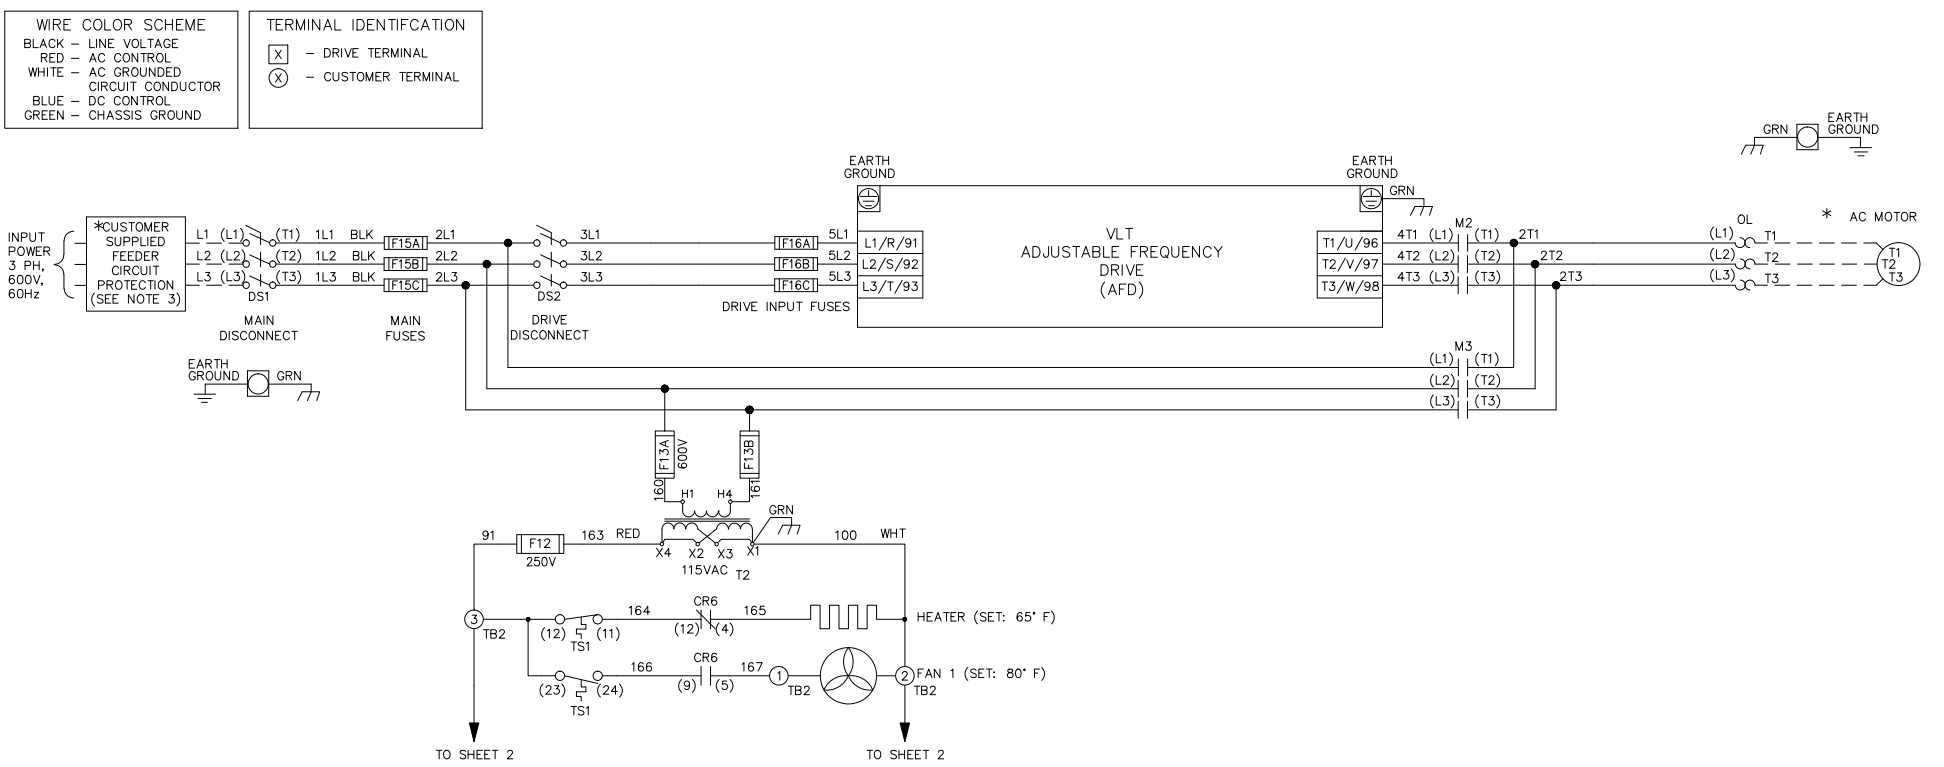 WIRE COLOR SCHEME
BLACK – LINE VOLTAGE
RED – AC CONTROL
WHITE – AC GROUNDED
CIRCUIT CONDUCTOR
BLUE – DC CONTROL
GREEN – CHASSIS GROUND
TERMINAL IDENTIFCATION
X – DRIVE TERMINAL
X – CUSTOMER TERMINAL
GRN
EARTH
GROUND
INPUT
POWER
3 PH,
600V,
60Hz
*CUSTOMER
SUPPLIED
FEEDER
CIRCUIT
PROTECTION
(SEE NOTE 3)
L1 (L1) (T1) 1L1 BLK F15A 2L1 3L1 F16A 5L1 L1/R/91
L2 (L2) (T2) 1L2 BLK F15B 2L2 3L2 F16B 5L2 L2/S/92
L3 (L3) (T3) 1L3 BLK F15C 2L3 3L3 F16C 5L3 L3/T/93
DS1
DS2
MAIN
DISCONNECT
MAIN
FUSES
DRIVE
DISCONNECT
DRIVE INPUT FUSES
EARTH
GROUND
VLT
ADJUSTABLE FREQUENCY
DRIVE
(AFD)
EARTH
GROUND
GRN
M2
T1/U/96 4T1 (L1) (T1) 2T1
T2/V/97 4T2 (L2) (T2) 2T2
T3/W/98 4T3 (L3) (T3) 2T3
OL
(L1) T1
(L2) T2
(L3) T3
* AC MOTOR
T1
T2
T3
EARTH
GROUND
GRN
M3
(L1) (T1)
(L2) (T2)
(L3) (T3)
F13A
600V
F13B
160
161
H1 H4
GRN
91 F12 163 RED
250V
X4 X2 X3 X1
115VAC T2
100 WHT
3
TB2
(12) (11)
TS1
164
CR6
(12) (4)
165
HEATER (SET: 65° F)
(23) (24)
TS1
166
CR6
(9) (5)
167
1
TB2
2
TB2
FAN 1 (SET: 80° F)
TO SHEET 2
TO SHEET 2